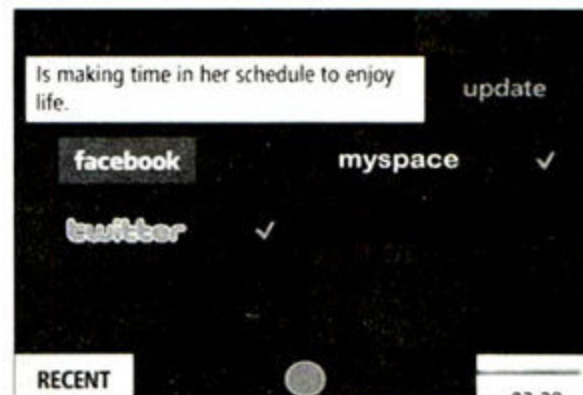 Is making time in her schedule to enjoy
life.
update
facebook
myspace
twitter
RECENT